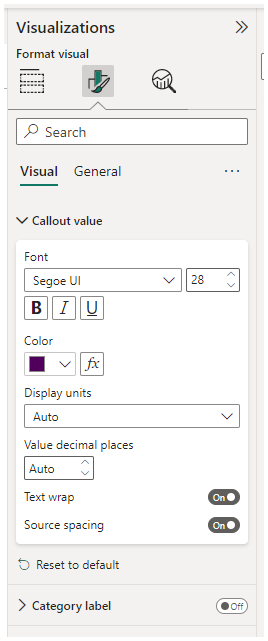 Visualizations
Format visual
Search
Visual General ...
Callout value
Font
Segoe UI 28
B I U
Color
fx
Display units
Auto
Value decimal places
Auto
Text wrap On
Source spacing On
Reset to default
Category label Off